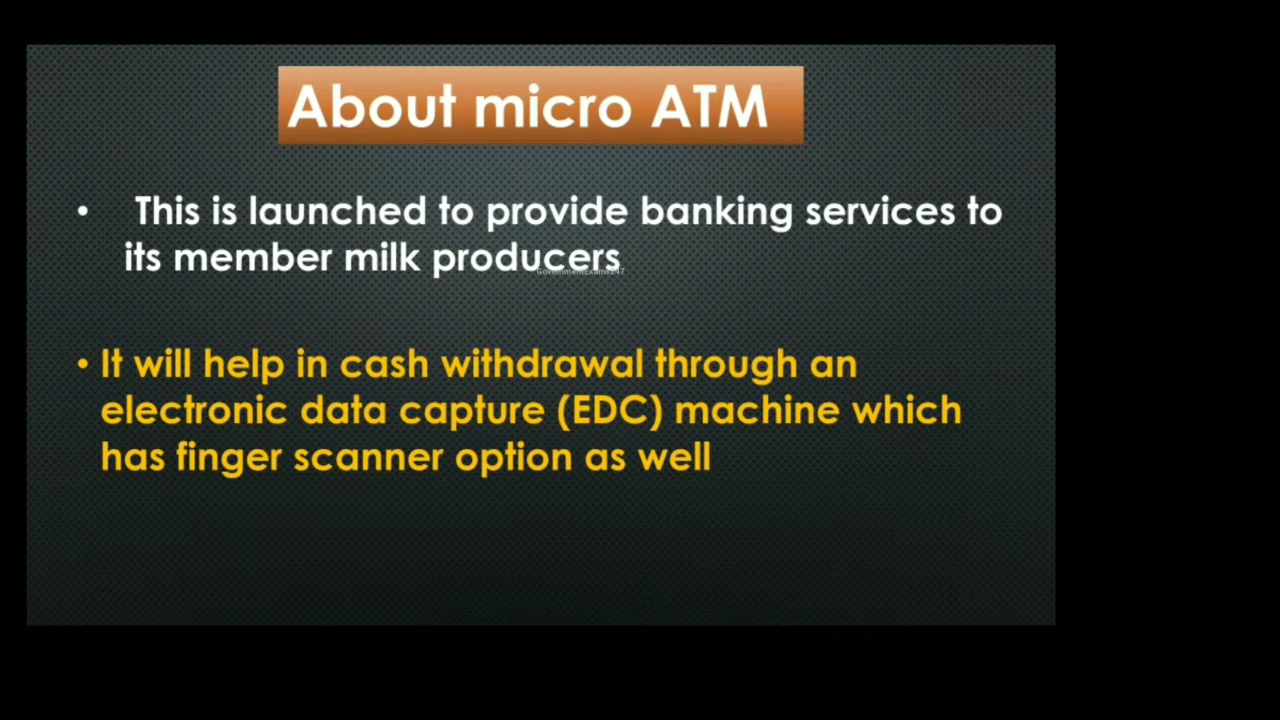 About micro ATM
• This is launched to provide banking services to
its member milk producers
GovernmentExams247
• It will help in cash withdrawal through an
electronic data capture (EDC) machine which
has finger scanner option as well